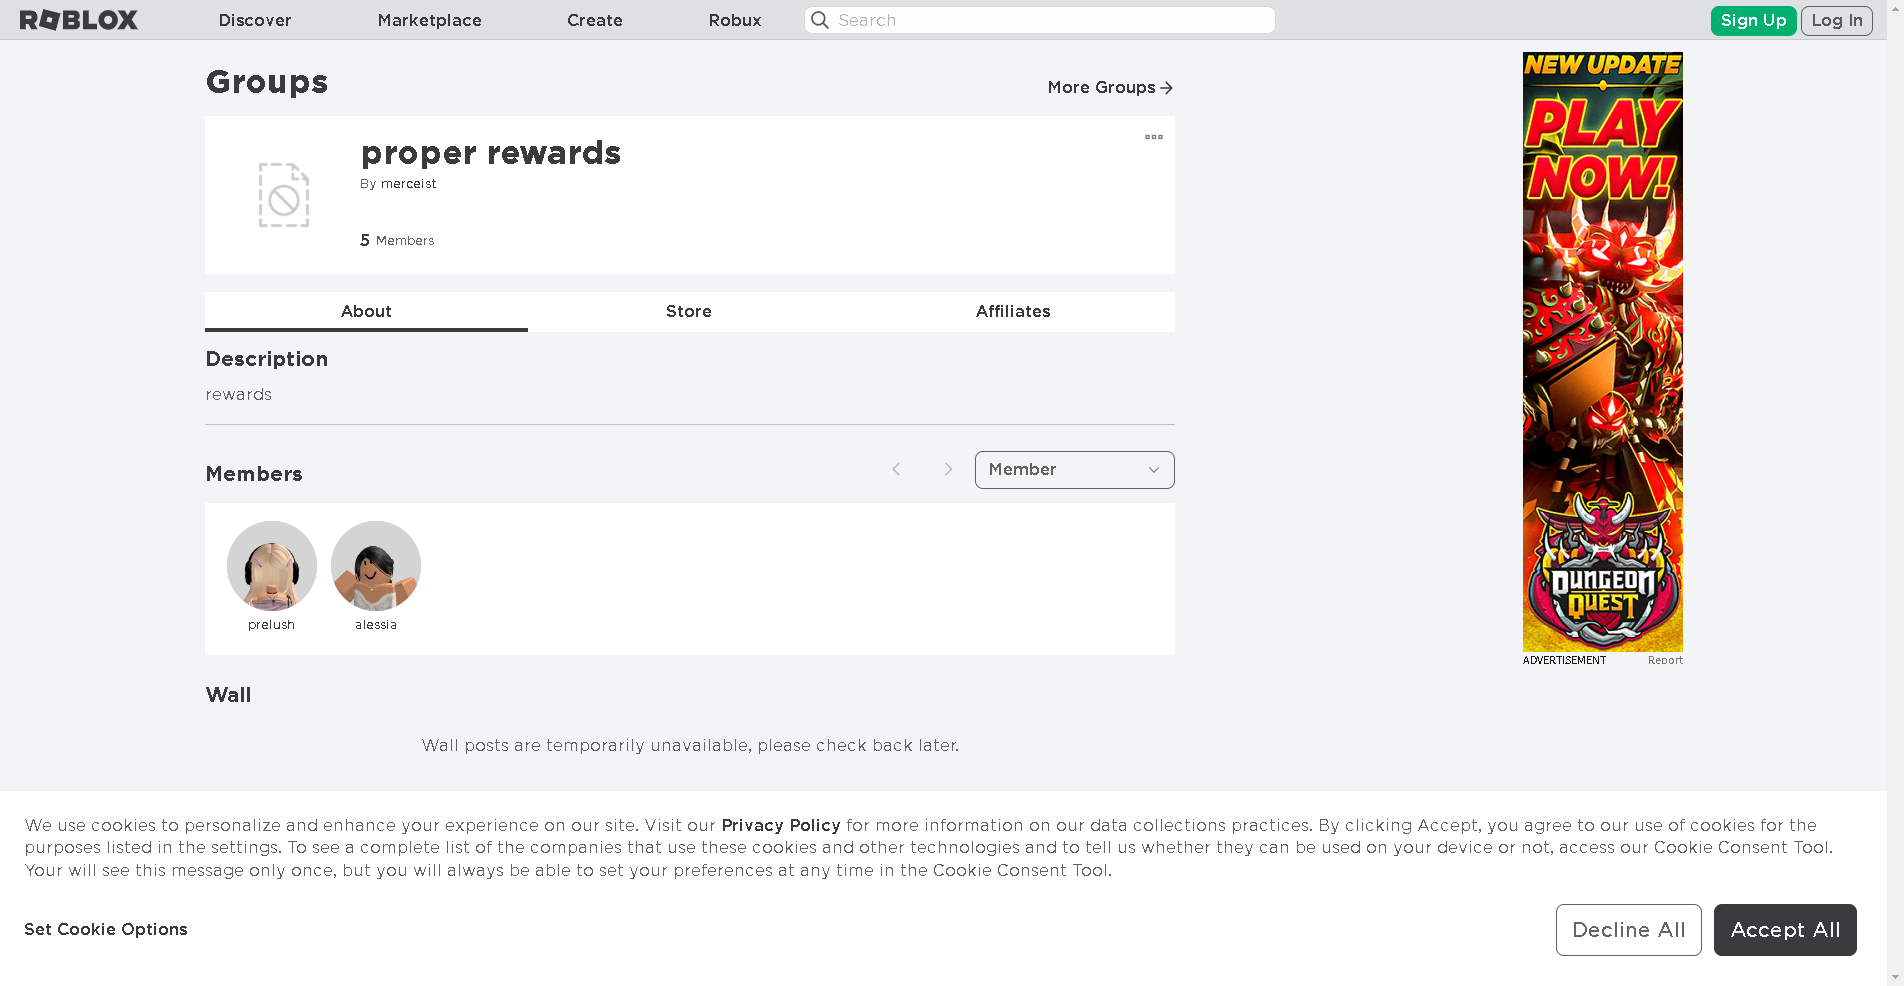 ROBLOX
Discover
Marketplace
Create
Robux
Search
Sign Up
Log In
Groups
More Groups
proper rewards
By merceist
5 Members
About
Store
Affiliates
Description
rewards
Members
Member
prelush
alessia
Wall
Wall posts are temporarily unavailable, please check back later.
NEW UPDATE
PLAY
NOW!
DUNGEON
QUEST
ADVERTISEMENT
Report
We use cookies to personalize and enhance your experience on our site. Visit our Privacy Policy for more information on our data collections practices. By clicking Accept, you agree to our use of cookies for the
purposes listed in the settings. To see a complete list of the companies that use these cookies and other technologies and to tell us whether they can be used on your device or not, access our Cookie Consent Tool.
Your will see this message only once, but you will always be able to set your preferences at any time in the Cookie Consent Tool.
Set Cookie Options
Decline All
Accept All